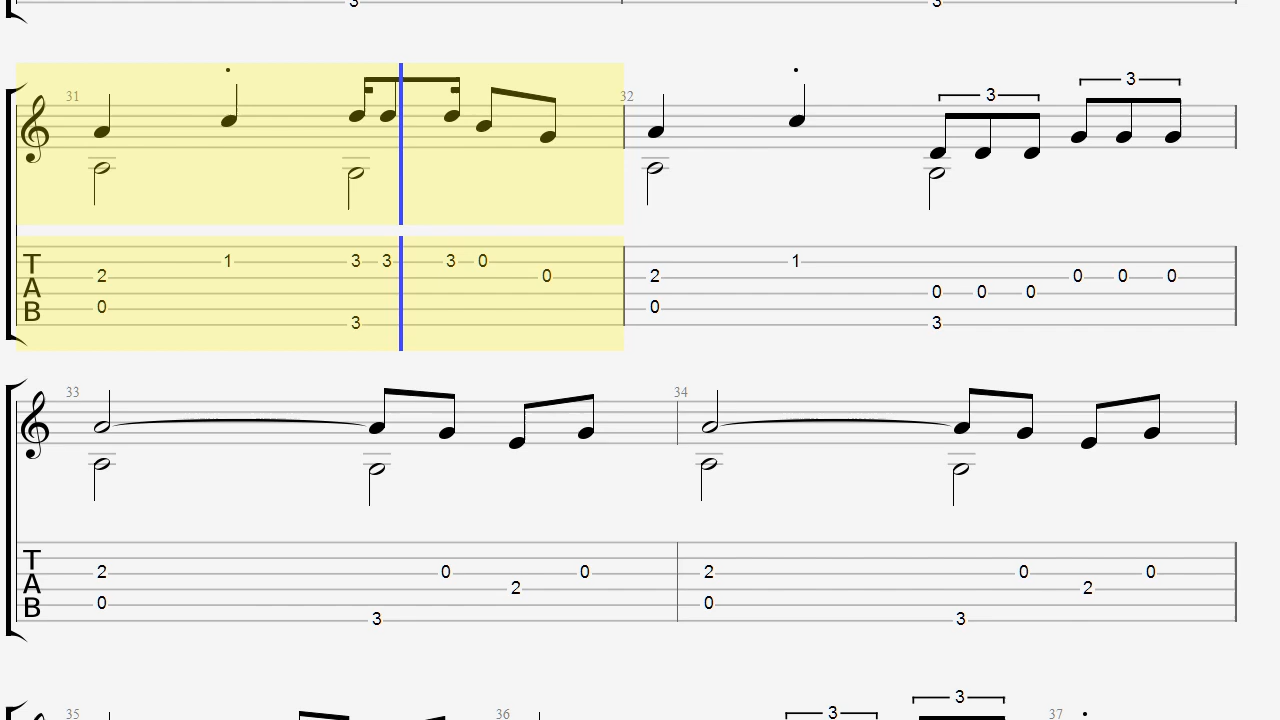 3 3
31 32 3 3
T 1 3 3 3 0 1
A 2 0 2 0 0 0
0 0 0
B 0 0
3 3
33 34
T
A 2 0 0 2 0 0
2 2
B 0 0
3 3
3
35 36 3 37